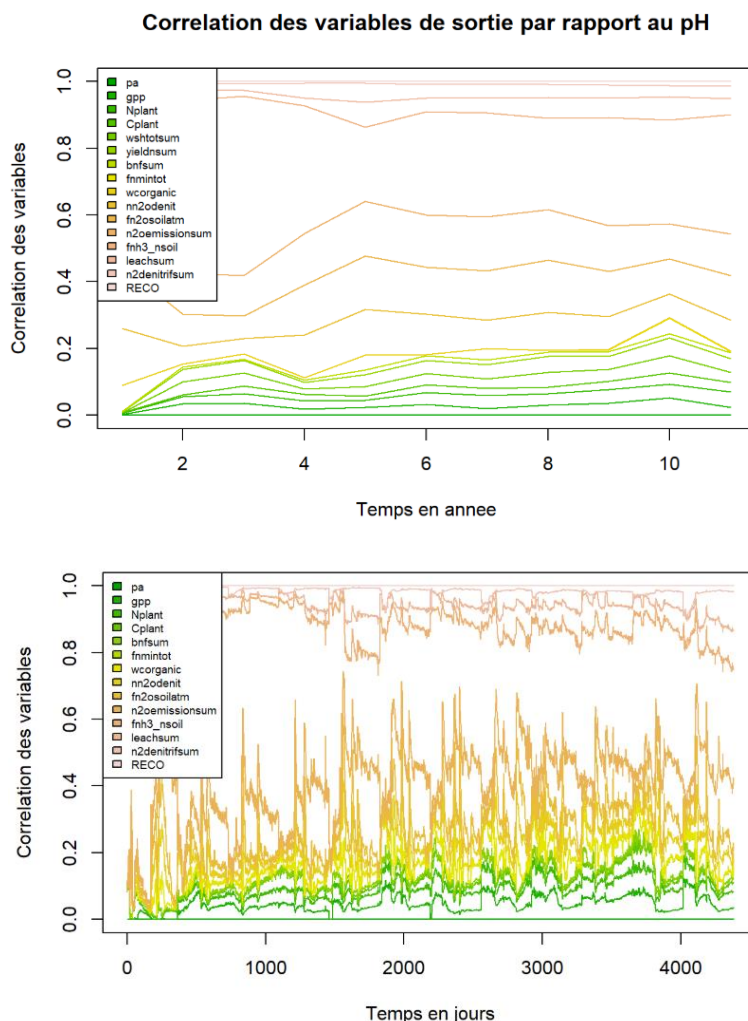 Correlation des variables de sortie par rapport au pH
Correlation des variables
1.0
0.8
0.6
0.4
0.2
0.0
pa
gpp
Nplant
Cplant
wshtotsum
yieldnsum
bnfsum
fnmintot
wcorganic
nn2odenit
fn2osoilatm
n2oemissionsum
fnh3_nsoil
leachsum
n2denitrifsum
RECO
2 4 6 8 10
Temps en annee
Correlation des variables
1.0
0.8
0.6
0.4
0.2
0.0
pa
gpp
Nplant
Cplant
bnfsum
fnmintot
wcorganic
nn2odenit
fn2osoilatm
n2oemissionsum
fnh3_nsoil
leachsum
n2denitrifsum
RECO
0 1000 2000 3000 4000
Temps en jours